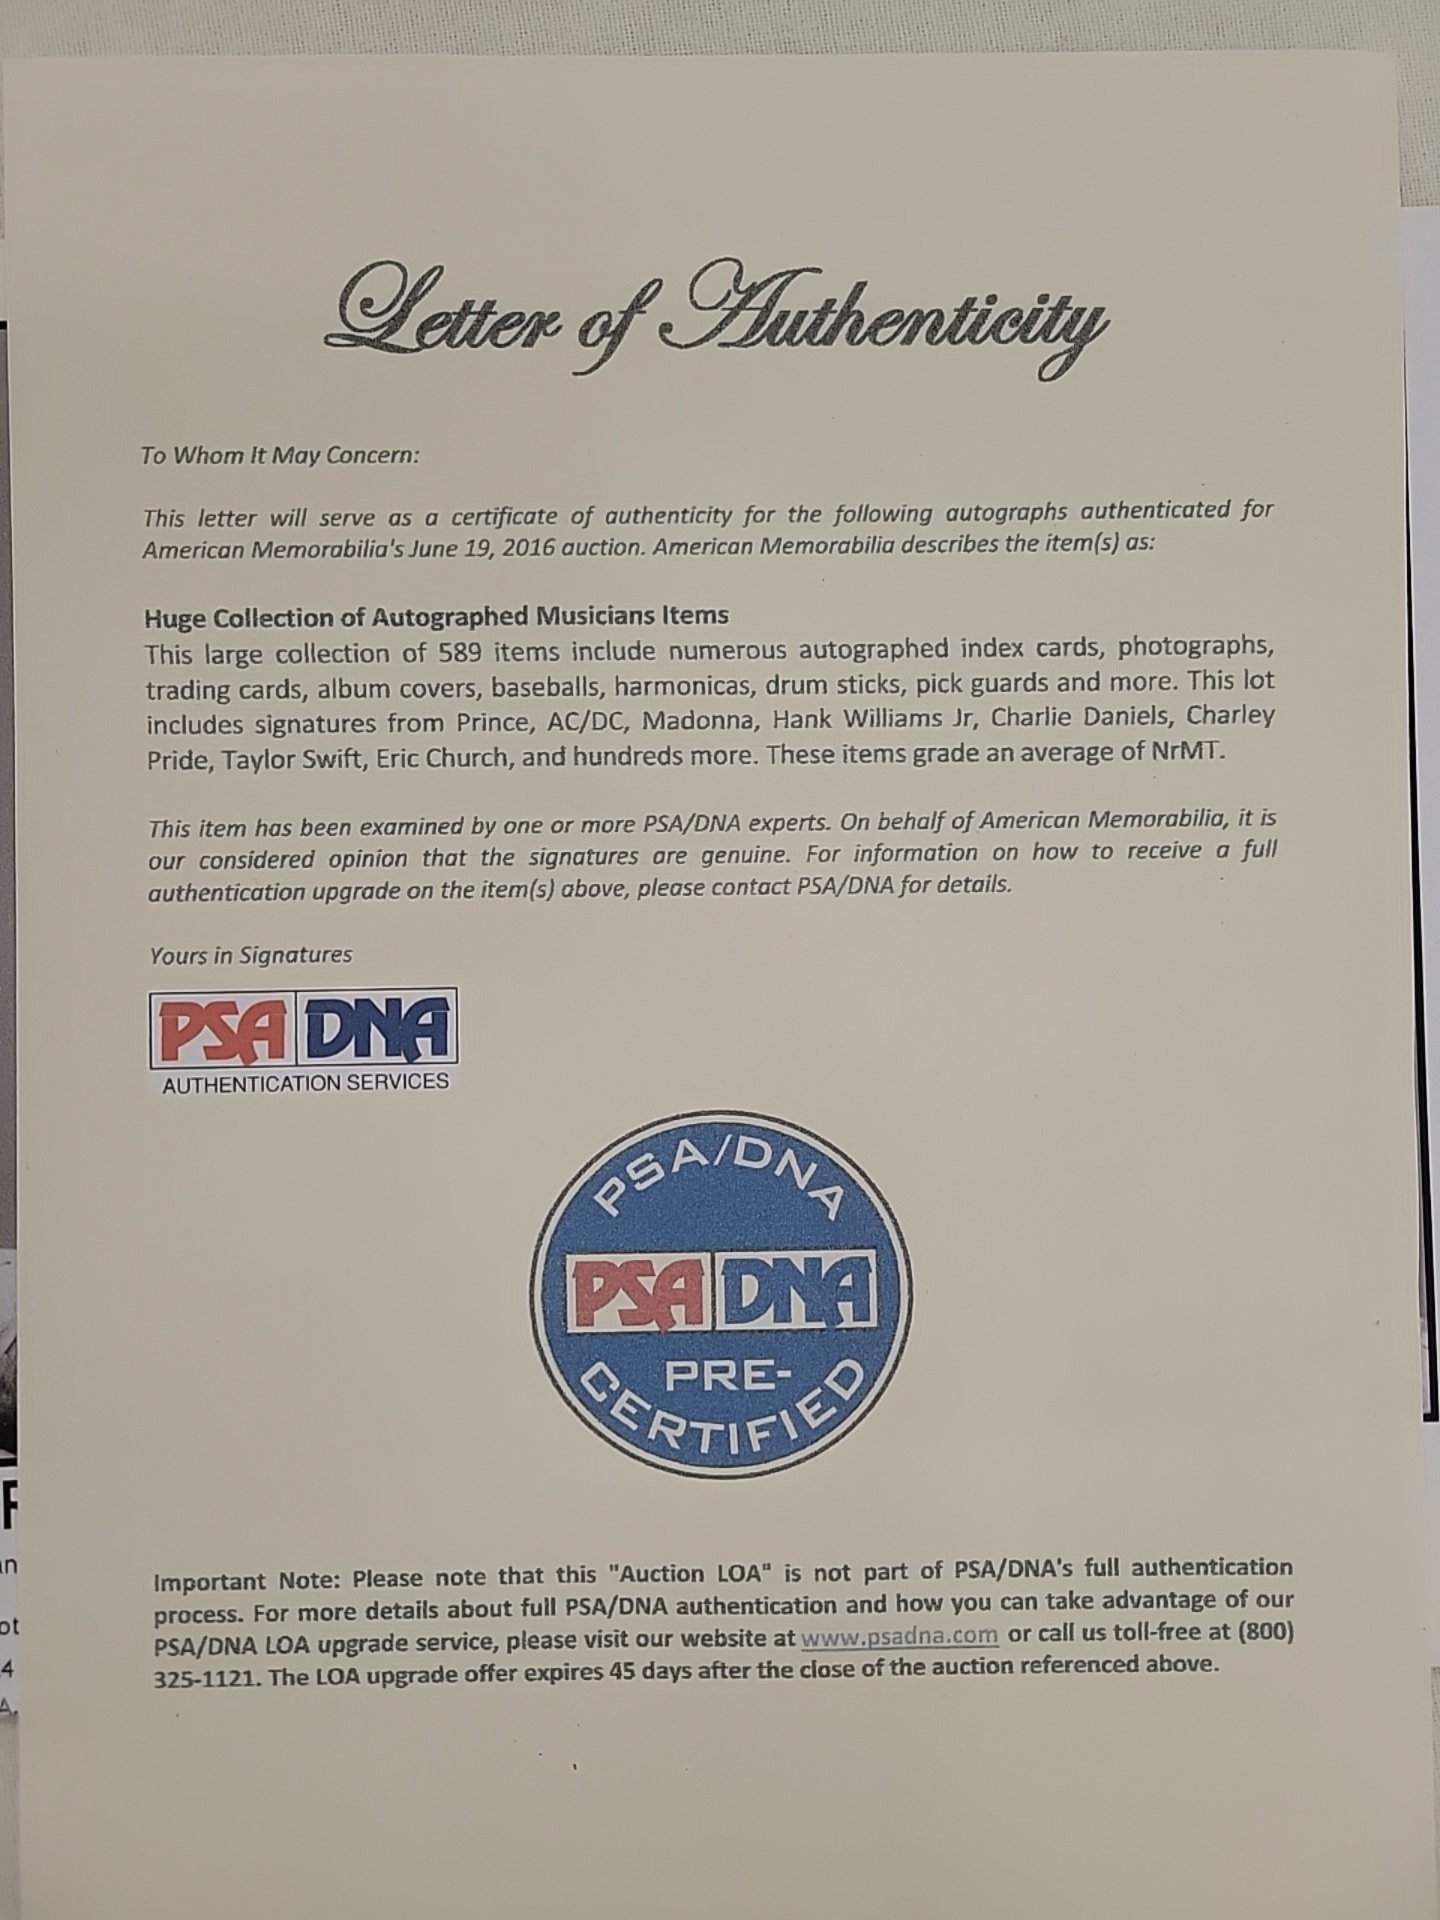 Letter of Authenticity
To Whom It May Concern:
This letter will serve as a certificate of authenticity for the following autographs authenticated for
American Memorabilia's June 19, 2016 auction. American Memorabilia describes the item(s) as:
Huge Collection of Autographed Musicians Items
This large collection of 589 items include numerous autographed index cards, photographs,
trading cards, album covers, baseballs, harmonicas, drum sticks, pick guards and more. This lot
includes signatures from Prince, AC/DC, Madonna, Hank Williams Jr, Charlie Daniels, Charley
Pride, Taylor Swift, Eric Church, and hundreds more. These items grade an average of NrMT.
This item has been examined by one or more PSA/DNA experts. On behalf of American Memorabilia, it is
our considered opinion that the signatures are genuine. For information on how to receive a full
authentication upgrade on the item(s) above, please contact PSA/DNA for details.
Yours in Signatures
PSA DNA
AUTHENTICATION SERVICES
PSA/DNA
PSA DNA
PRE-
CERTIFIED
Important Note: Please note that this "Auction LOA" is not part of PSA/DNA's full authentication
process. For more details about full PSA/DNA authentication and how you can take advantage of our
PSA/DNA LOA upgrade service, please visit our website at www.psadna.com or call us toll-free at (800)
325-1121. The LOA upgrade offer expires 45 days after the close of the auction referenced above.